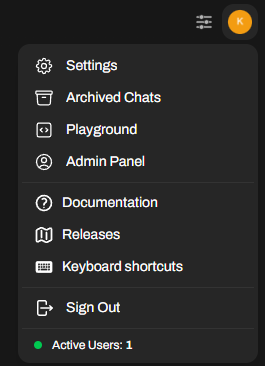 K
Settings
Archived Chats
Playground
Admin Panel
Documentation
Releases
Keyboard shortcuts
Sign Out
Active Users: 1